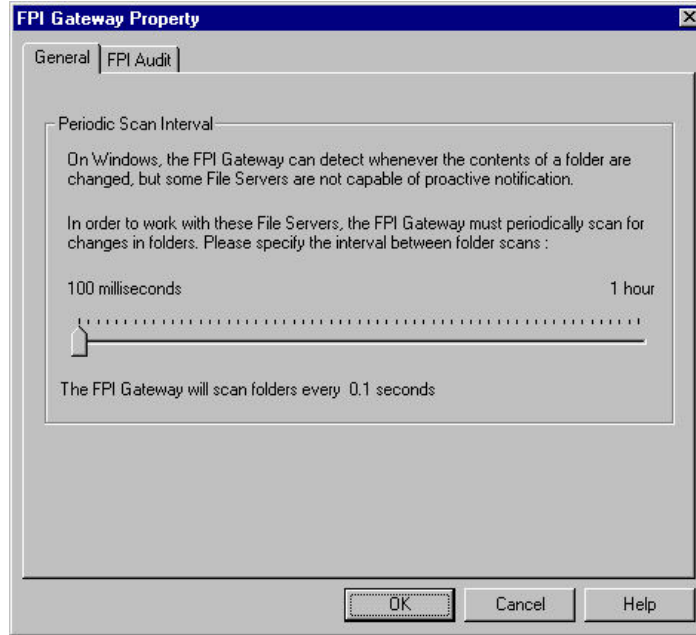 FPI Gateway Property
General
FPI Audit
Periodic Scan Interval
On Windows, the FPI Gateway can detect whenever the contents of a folder are
changed, but some File Servers are not capable of proactive notification.
In order to work with these File Servers, the FPI Gateway must periodically scan for
changes in folders. Please specify the interval between folder scans :
100 milliseconds
1 hour
The FPI Gateway will scan folders every 0.1 seconds
OK
Cancel
Help